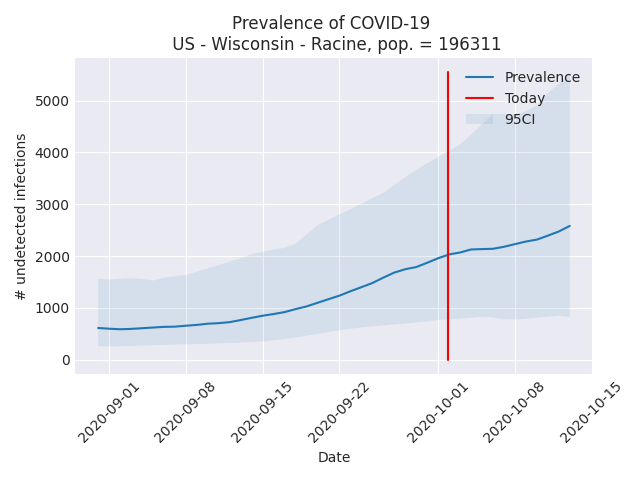 Prevalence of COVID-19
US - Wisconsin - Racine, pop. = 196311
Prevalence
Today
95CI
# undetected infections
5000
4000
3000
2000
1000
0
2020-09-01
2020-09-08
2020-09-15
2020-09-22
2020-10-01
2020-10-08
2020-10-15
Date